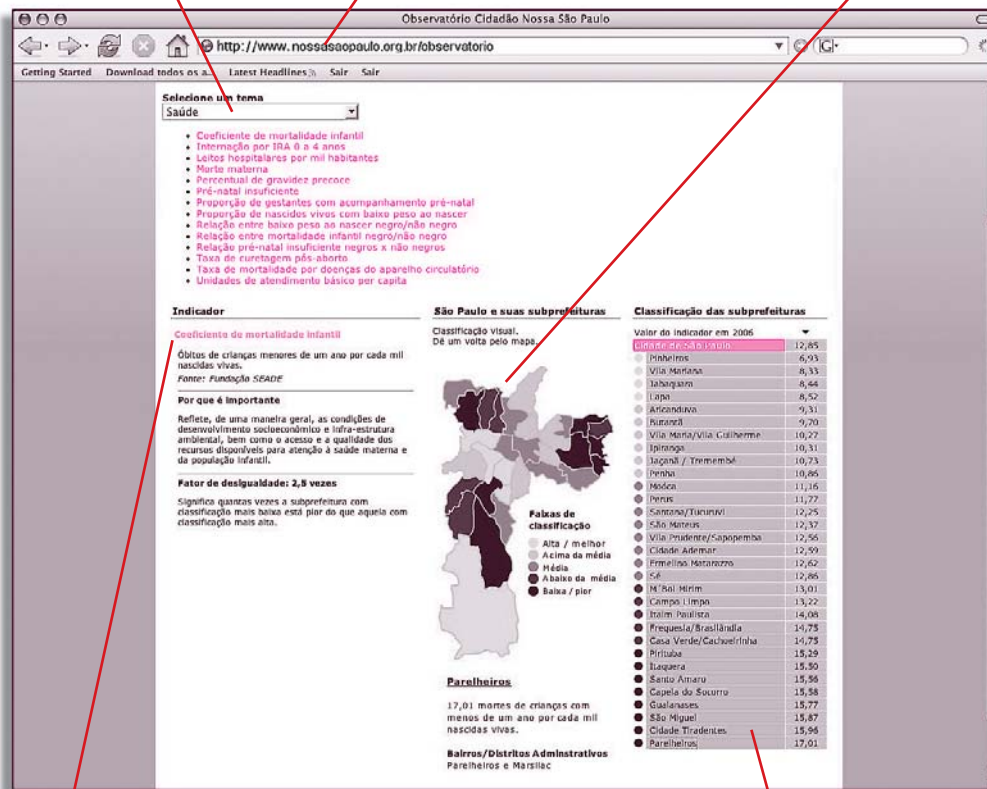 Observatório Cidadão Nossa São Paulo
http://www.nossasaopaulo.org.br/observatorio
G
Getting Started Download todos os a... Latest Headlines Sair Sair
Selecione um tema
Saúde
• Coeficiente de mortalidade infantil
• Internação por IRA 0 a 4 anos
• Leitos hospitalares por mil habitantes
• Morte materna
• Percentual de gravidez precoce
• Pré-natal insuficiente
• Proporção de gestantes com acompanhamento pré-natal
• Proporção de nascidos vivos com baixo peso ao nascer
• Relação entre baixo peso ao nascer negro/não negro
• Relação entre mortalidade infantil negro/não negro
• Relação pré-natal insuficiente negros x não negros
• Taxa de curetagem pós-aborto
• Taxa de mortalidade por doenças do aparelho circulatório
• Unidades de atendimento básico per capita
Indicador
Coeficiente de mortalidade infantil
Óbitos de crianças menores de um ano por cada mil
nascidas vivas.
Fonte: Fundação SEADE
Por que é importante
Reflete, de uma maneira geral, as condições de
desenvolvimento socioeconômico e infra-estrutura
ambiental, bem como o acesso e a qualidade dos
recursos disponíveis para atenção à saúde materna e
da população infantil.
Fator de desigualdade: 2,5 vezes
Significa quantas vezes a subprefeitura com
classificação mais baixa está pior do que aquela com
classificação mais alta.
São Paulo e suas subprefeituras
Classificação visual.
Dê um volta pelo mapa.
Faixas de
classificação
Alta / melhor
Acima da média
Média
Abaixo da média
Baixa / pior
Parelheiros
17,01 mortes de crianças com
menos de um ano por cada mil
nascidas vivas.
Bairros/Distritos Adminstrativos
Parelheiros e Marsilac
Classificação das subprefeituras
Valor do indicador em 2006
Cidade de São Paulo 12,85
Pinheiros 6,93
Vila Mariana 8,33
Jabaquara 8,44
Lapa 8,52
Aricanduva 9,31
Butantã 9,70
Vila Maria/Vila Guilherme 10,27
Ipiranga 10,31
Jaçanã / Tremembé 10,73
Penha 10,86
Moóca 11,16
Perus 11,77
Santana/Tucuruvi 12,25
São Mateus 12,37
Vila Prudente/Sapopemba 12,56
Cidade Ademar 12,59
Ermelino Matarazzo 12,62
Sé 12,86
M'Boi Mirim 13,01
Campo Limpo 13,22
Itaim Paulista 14,08
Freguesia/Brasilândia 14,75
Casa Verde/Cachoeirinha 14,75
Pirituba 15,29
Itaquera 15,50
Santo Amaro 15,56
Capela do Socorro 15,58
Guaianases 15,77
São Miguel 15,87
Cidade Tiradentes 15,96
Parelheiros 17,01